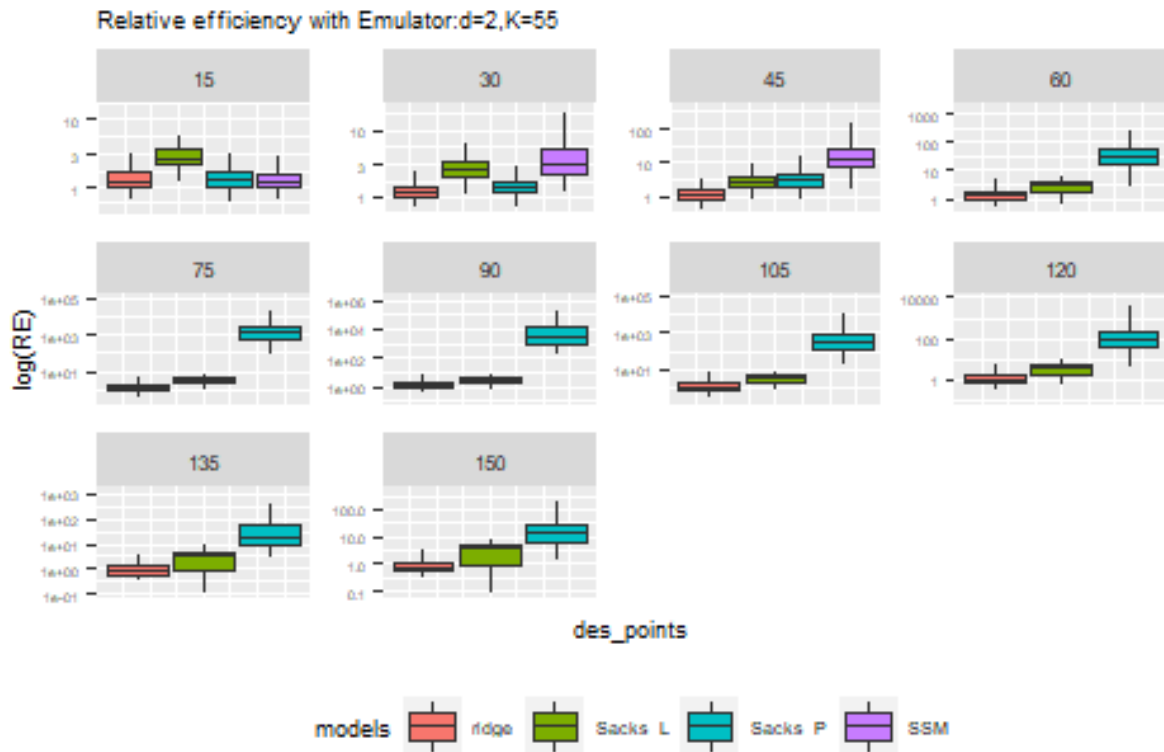 Relative efficiency with Emulator:d=2,K=55
15
30
45
60
10
3
1
10
3
1
100
10
1
1000
100
10
1
75
90
105
120
1e+05
1e+03
1e+01
1e+06
1e+04
1e+02
1e+00
1e+05
1e+03
1e+01
10000
100
1
135
150
1e+03
1e+02
1e+01
1e+00
1e-01
100.0
10.0
1.0
0.1
log(RE)
des_points
models ridge Sacks_L Sacks_P SSM